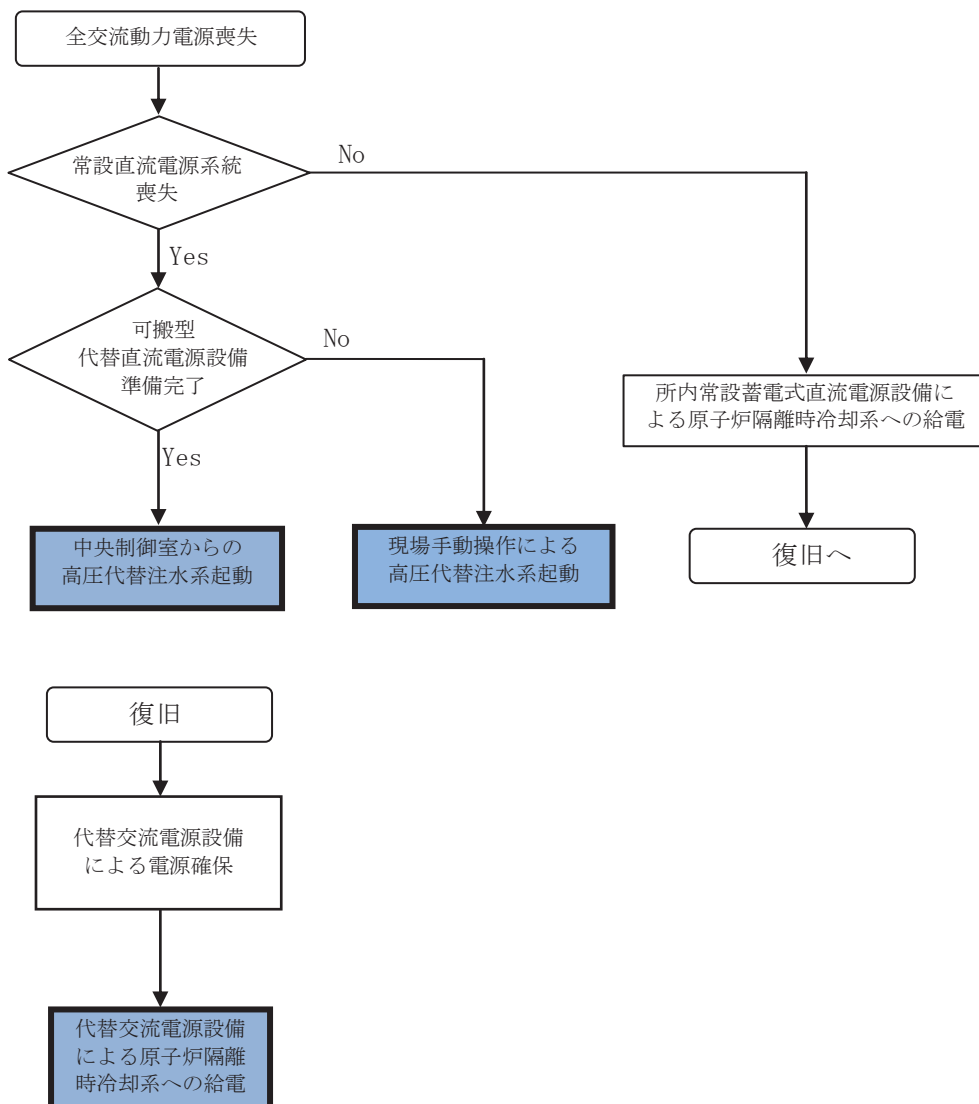 全交流動力電源喪失
常設直流電源系統
喪失
No
Yes
可搬型
代替直流電源設備
準備完了
No
Yes
所内常設蓄電式直流電源設備に
よる原子炉隔離時冷却系への給電
中央制御室からの
高圧代替注水系起動
現場手動操作による
高圧代替注水系起動
復旧へ
復旧
代替交流電源設備
による電源確保
代替交流電源設備
による原子炉隔離
時冷却系への給電